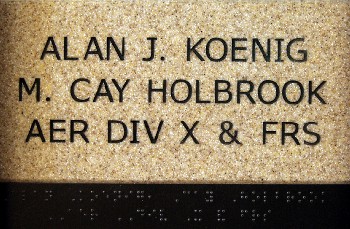 ALAN J. KOENIG
M. CAY HOLBROOK
AER DIV X & FRS